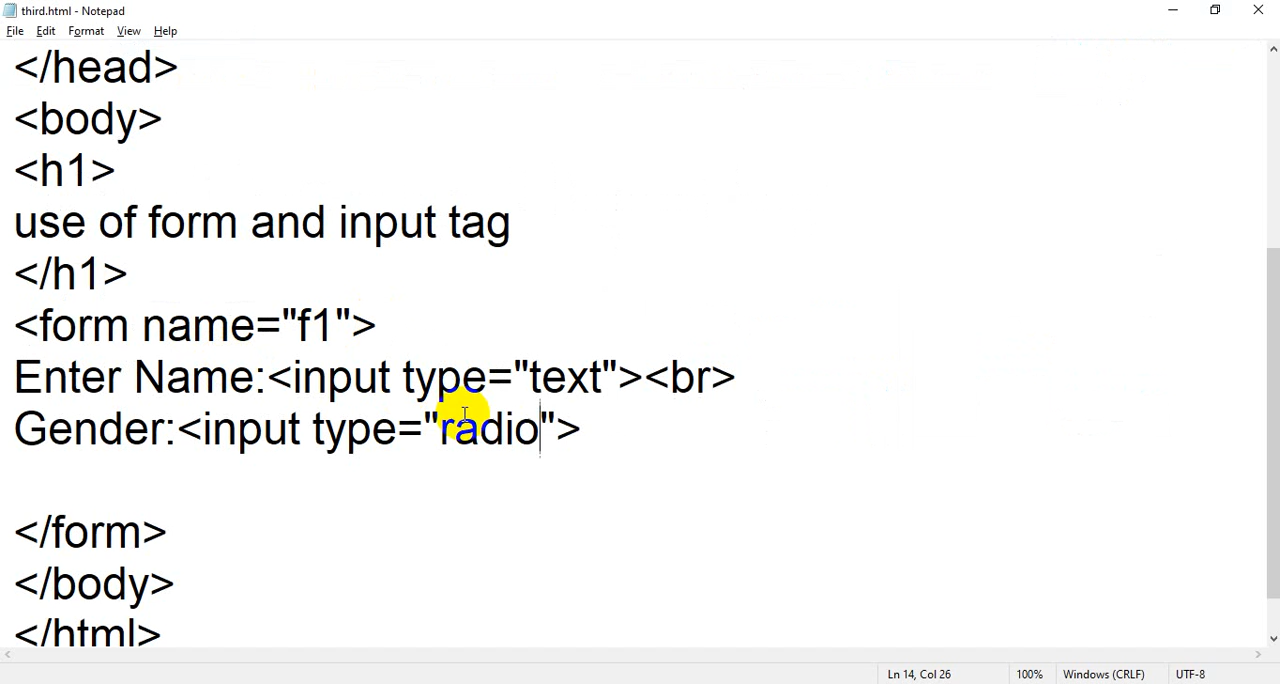 third.html - Notepad
File Edit Format View Help
</head>
<body>
<h1>
use of form and input tag
</h1>
<form name="f1">
Enter Name:<input type="text"><br>
Gender:<input type="radio">
</form>
</body>
</html>
Ln 14, Col 26 100% Windows (CRLF) UTF-8